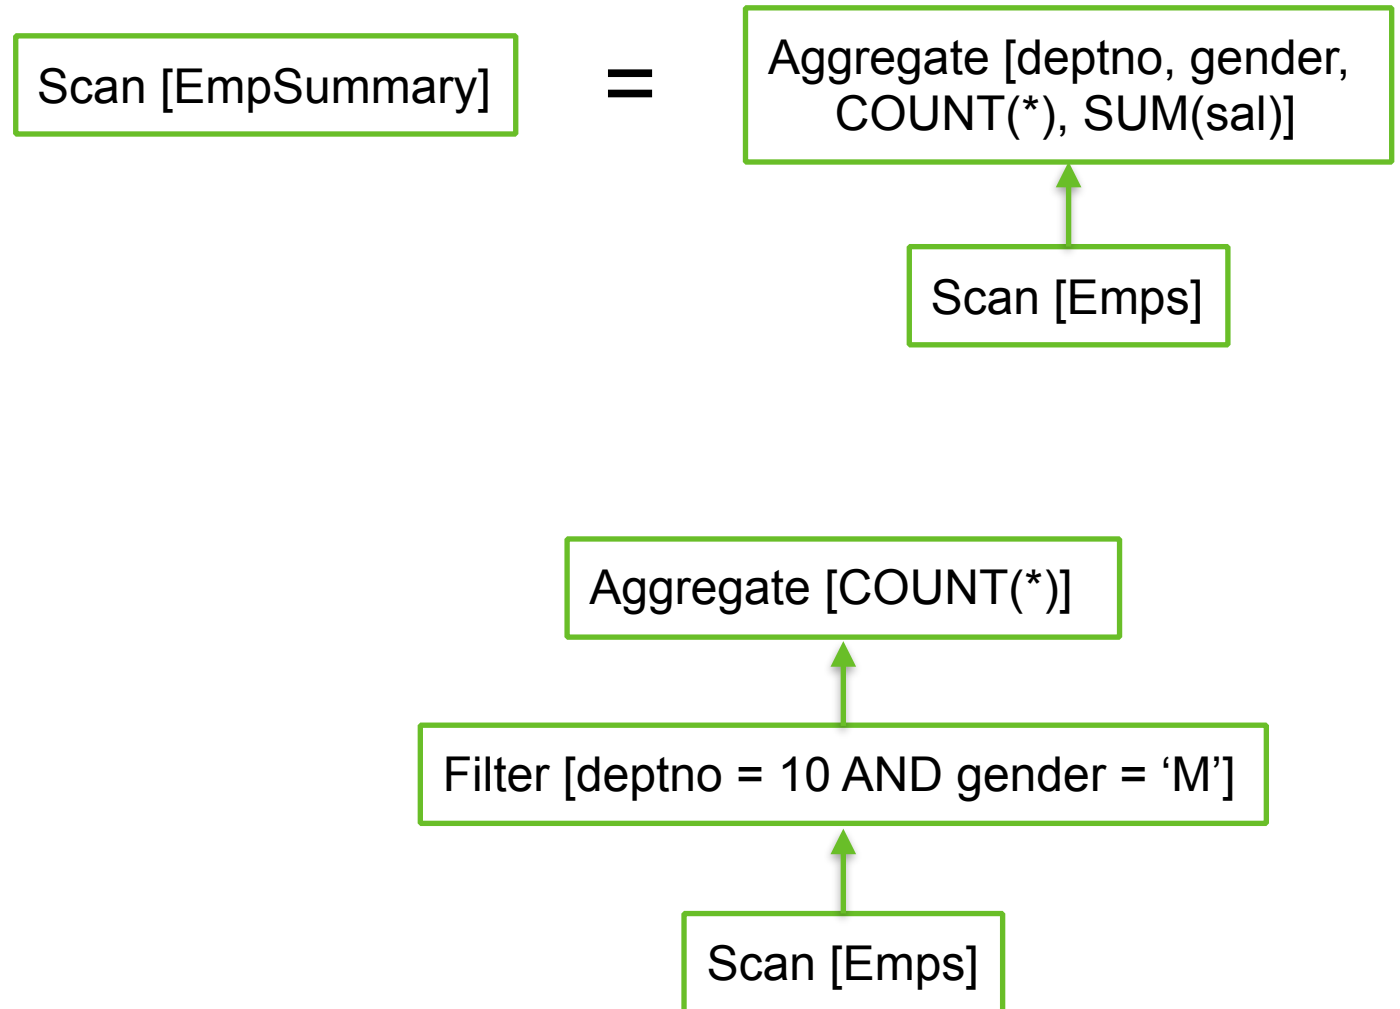 Scan [EmpSummary]
=
Aggregate [deptno, gender,
COUNT(*), SUM(sal)]
Scan [Emps]
Aggregate [COUNT(*)]
Filter [deptno = 10 AND gender = ‘M’]
Scan [Emps]